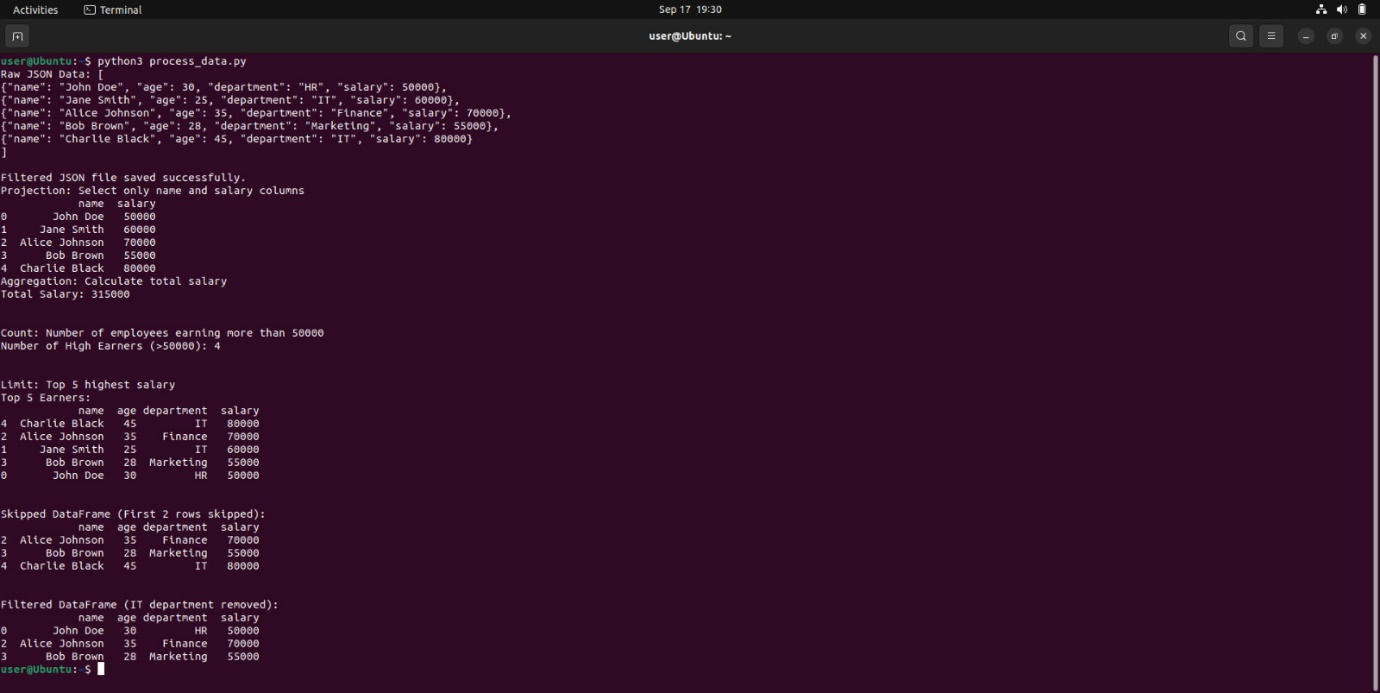 Activities Terminal Sep 17 19:30
user@Ubuntu: ~
user@Ubuntu:~$ python3 process_data.py
Raw JSON Data: [
{"name": "John Doe", "age": 30, "department": "HR", "salary": 50000},
{"name": "Jane Smith", "age": 25, "department": "IT", "salary": 60000},
{"name": "Alice Johnson", "age": 35, "department": "Finance", "salary": 70000},
{"name": "Bob Brown", "age": 28, "department": "Marketing", "salary": 55000},
{"name": "Charlie Black", "age": 45, "department": "IT", "salary": 80000}
]
Filtered JSON file saved successfully.
Projection: Select only name and salary columns
name salary
0 John Doe 50000
1 Jane Smith 60000
2 Alice Johnson 70000
3 Bob Brown 55000
4 Charlie Black 80000
Aggregation: Calculate total salary
Total Salary: 315000
Count: Number of employees earning more than 50000
Number of High Earners (>50000): 4
Limit: Top 5 highest salary
Top 5 Earners:
name age department salary
4 Charlie Black 45 IT 80000
2 Alice Johnson 35 Finance 70000
1 Jane Smith 25 IT 60000
3 Bob Brown 28 Marketing 55000
0 John Doe 30 HR 50000
Skipped DataFrame (First 2 rows skipped):
name age department salary
2 Alice Johnson 35 Finance 70000
3 Bob Brown 28 Marketing 55000
4 Charlie Black 45 IT 80000
Filtered DataFrame (IT department removed):
name age department salary
0 John Doe 30 HR 50000
2 Alice Johnson 35 Finance 70000
3 Bob Brown 28 Marketing 55000
user@Ubuntu:~$